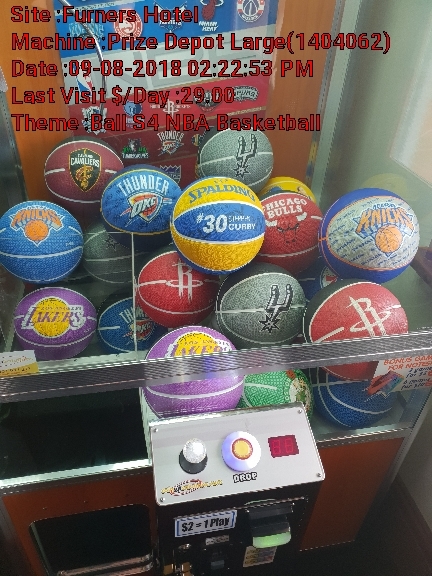 Site :Furners Hotel
Machine :Prize Depot Large(1404062)
Date :09-08-2018 02:22:53 PM
Last Visit $/Day :29.00
Theme :Ball S4 NBA Basketball
CAVALIERS
THUNDER
OKC
SPALDING
#30 STEPHEN CURRY
CHICAGO
BULLS
KNICKS
KNICKS
LAKERS
LAKERS
BONUS GAME
DROP
$2 = 1 Play